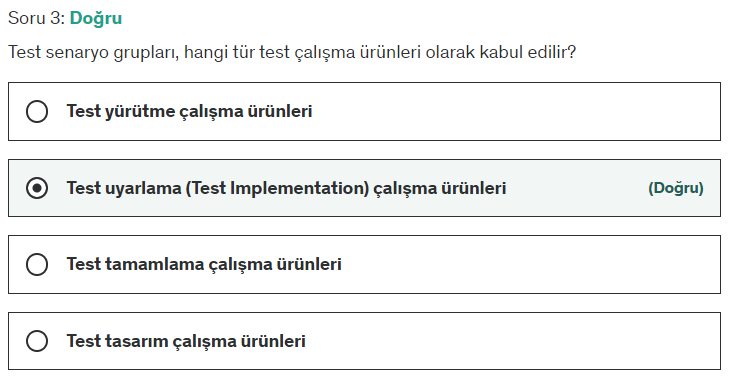 Soru 3: Doğru
Test senaryo grupları, hangi tür test çalışma ürünleri olarak kabul edilir?
Test yürütme çalışma ürünleri
Test uyarlama (Test Implementation) çalışma ürünleri (Doğru)
Test tamamlama çalışma ürünleri
Test tasarım çalışma ürünleri